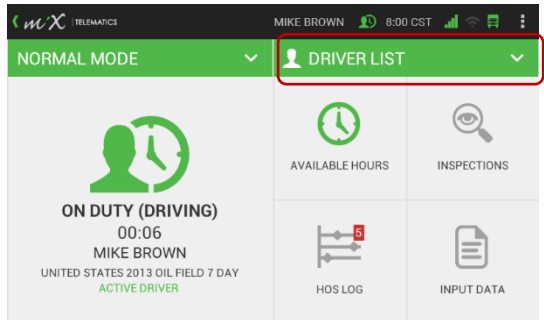 miX TELEMATICS MIKE BROWN 8:00 CST
NORMAL MODE DRIVER LIST
AVAILABLE HOURS INSPECTIONS
ON DUTY (DRIVING)
00:06
MIKE BROWN
UNITED STATES 2013 OIL FIELD 7 DAY
ACTIVE DRIVER
5
HOS LOG INPUT DATA